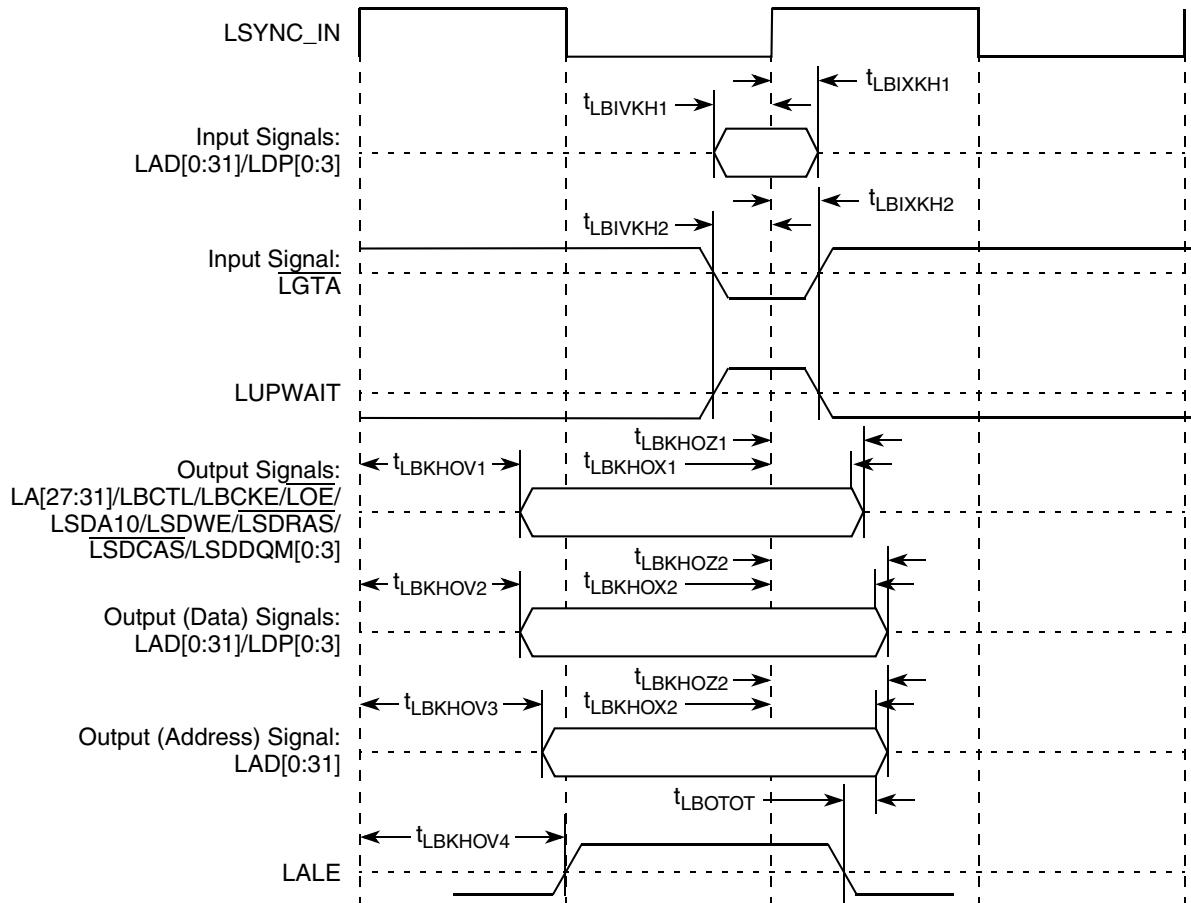 LSYNC_IN
tLBIXKH1
tLBIVKH1
Input Signals:
LAD[0:31]/LDP[0:3]
tLBIXKH2
tLBIVKH2
Input Signal:
LGTA
LUPWAIT
tLBKHOZ1
tLBKHOV1
tLBKHOX1
Output Signals:
LA[27:31]/LBCTL/LBCKE/LOE/
LSDA10/LSDWE/LSDRAS/
LSDCAS/LSDDQM[0:3]
tLBKHOZ2
tLBKHOV2
tLBKHOX2
Output (Data) Signals:
LAD[0:31]/LDP[0:3]
tLBKHOZ2
tLBKHOV3
tLBKHOX2
Output (Address) Signal:
LAD[0:31]
tLBOTOT
tLBKHOV4
LALE